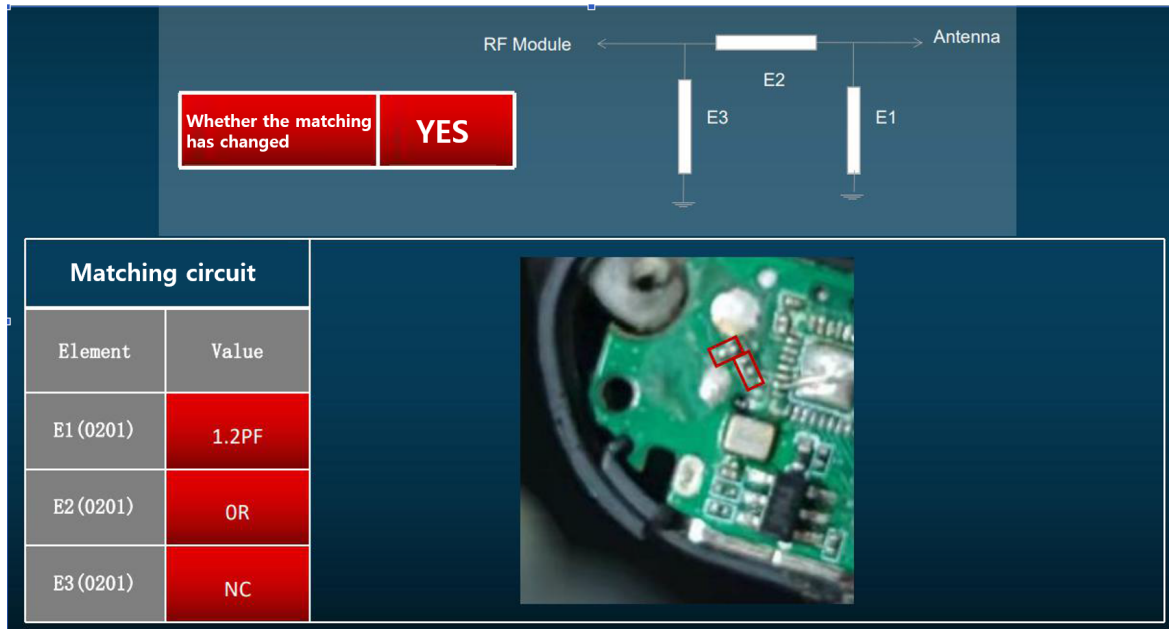 RF Module
Antenna
E2
E3
E1
Whether the matching
has changed
YES
Matching circuit
Element
Value
E1(0201)
1.2PF
E2(0201)
0R
E3(0201)
NC